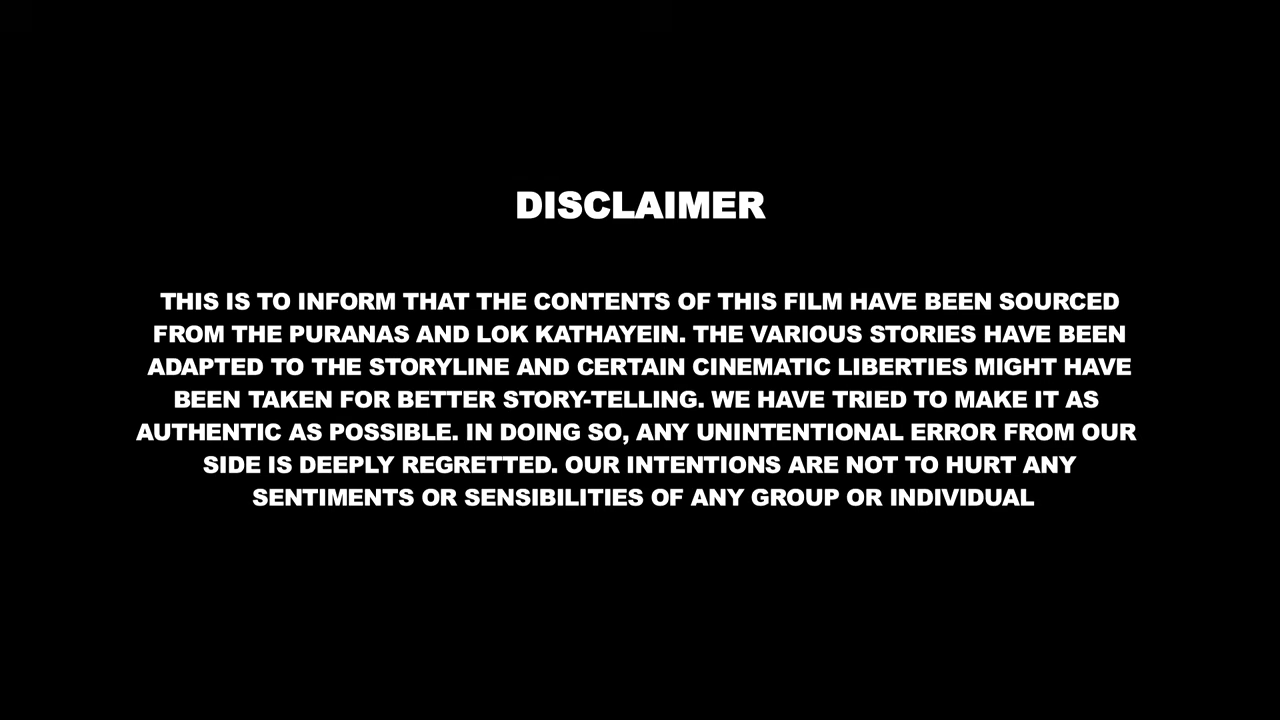 DISCLAIMER
THIS IS TO INFORM THAT THE CONTENTS OF THIS FILM HAVE BEEN SOURCED
FROM THE PURANAS AND LOK KATHAYEIN. THE VARIOUS STORIES HAVE BEEN
ADAPTED TO THE STORYLINE AND CERTAIN CINEMATIC LIBERTIES MIGHT HAVE
BEEN TAKEN FOR BETTER STORY-TELLING. WE HAVE TRIED TO MAKE IT AS
AUTHENTIC AS POSSIBLE. IN DOING SO, ANY UNINTENTIONAL ERROR FROM OUR
SIDE IS DEEPLY REGRETTED. OUR INTENTIONS ARE NOT TO HURT ANY
SENTIMENTS OR SENSIBILITIES OF ANY GROUP OR INDIVIDUAL